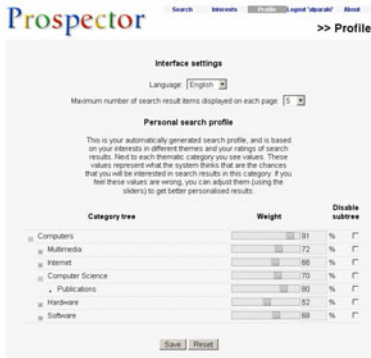 Prospector
Search Interests Profile Logout 'alparaki' About
>> Profile
Interface settings
Language: English
Maximum number of search result items displayed on each page: 5
Personal search profile
This is your automatically generated search profile, and is based
on your interests in different themes and your ratings of search
results. Next to each thematic category you see values. These
values represent what the system thinks that are the chances
that you will be interested in search results in this category. If you
feel these values are wrong, you can adjust them (using the
sliders) to get better personalised results.
Category tree Weight Disable subtree
Computers 91 %
Multimedia 72 %
Internet 66 %
Computer Science 70 %
Publications 80 %
Hardware 52 %
Software 68 %
Save Reset